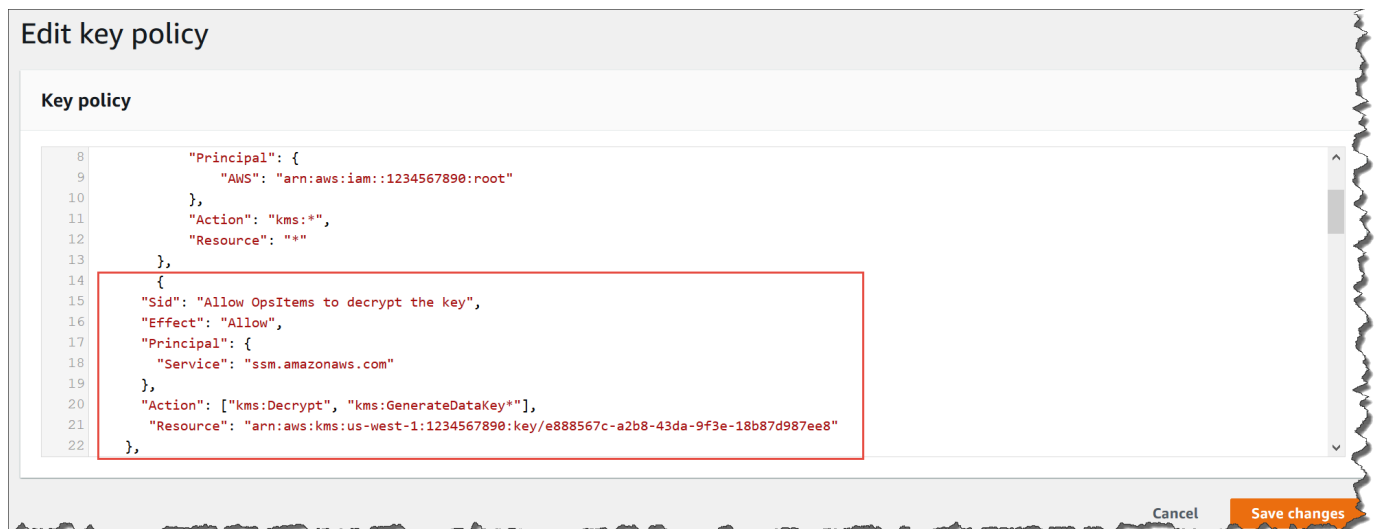 Edit key policy
Key policy
8 "Principal": {
9 "AWS": "arn:aws:iam::1234567890:root"
10 },
11 "Action": "kms:*",
12 "Resource": "*"
13 },
14 {
15 "Sid": "Allow OpsItems to decrypt the key",
16 "Effect": "Allow",
17 "Principal": {
18 "Service": "ssm.amazonaws.com"
19 },
20 "Action": ["kms:Decrypt", "kms:GenerateDataKey*"],
21 "Resource": "arn:aws:kms:us-west-1:1234567890:key/e888567c-a2b8-43da-9f3e-18b87d987ee8"
22 },
Cancel Save changes